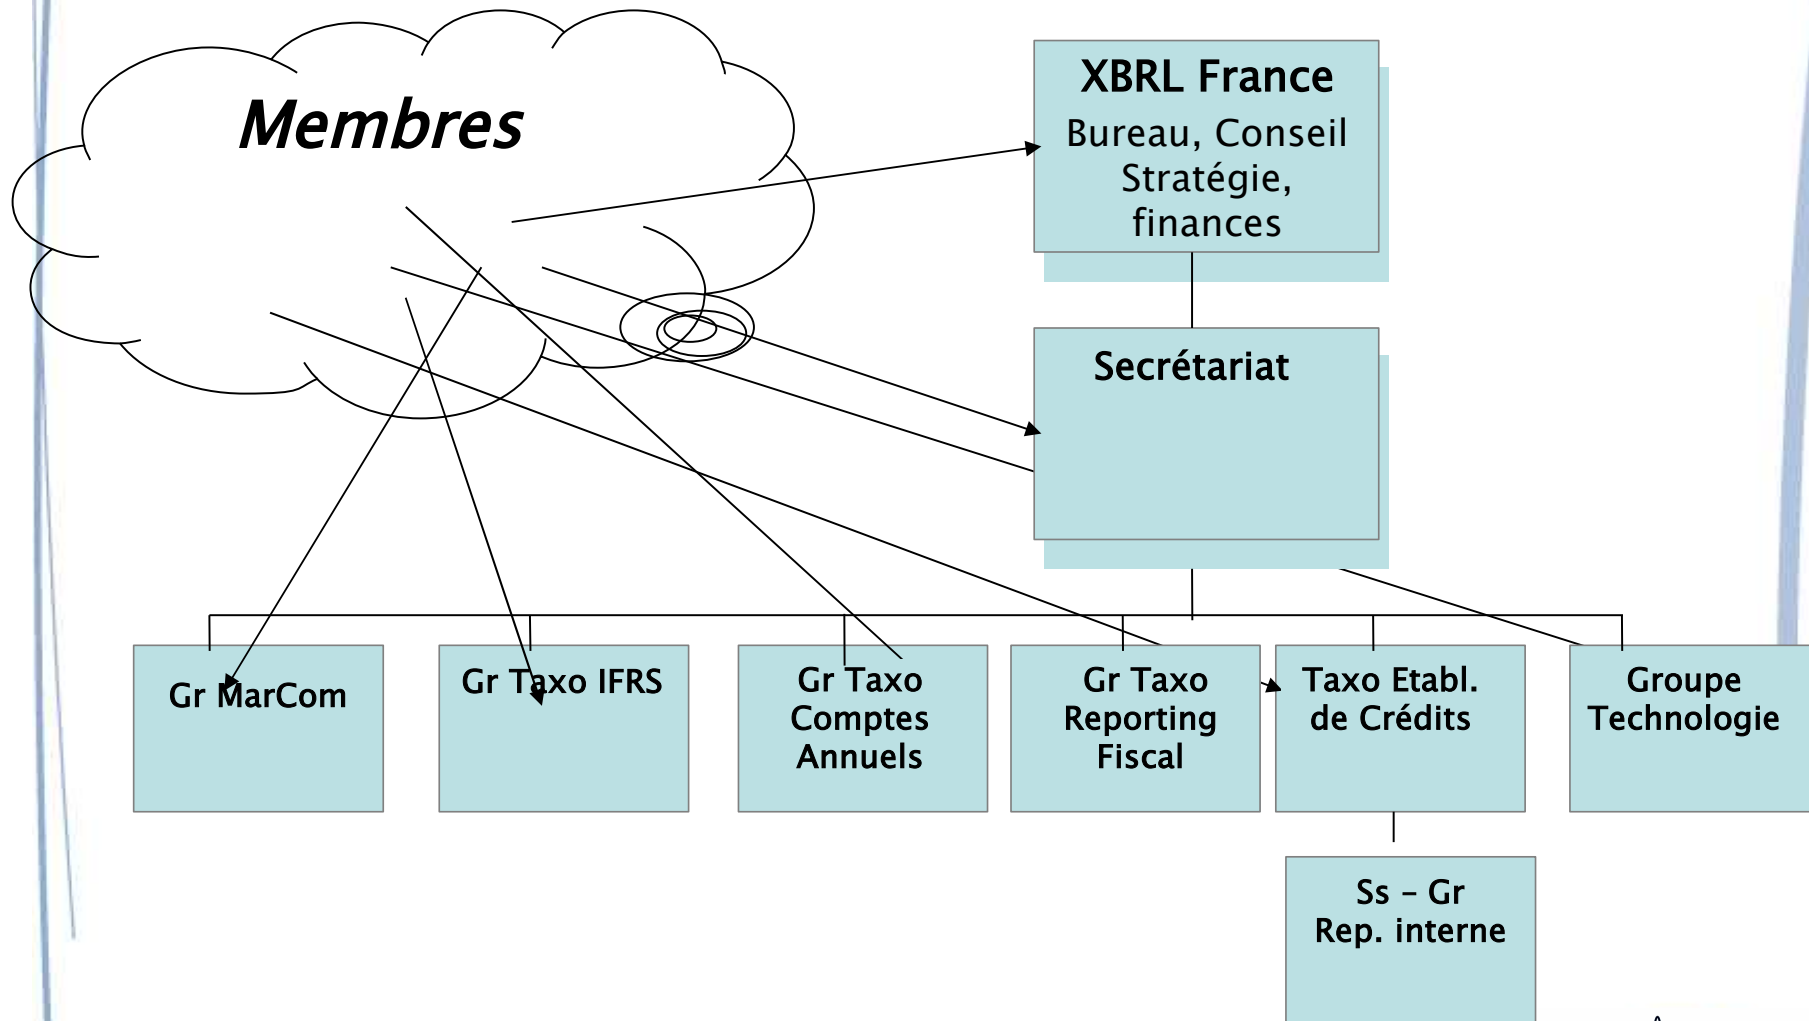 Membres
XBRL France
Bureau, Conseil
Stratégie,
finances
Secrétariat
Gr MarCom
Gr Taxo IFRS
Gr Taxo
Comptes
Annuels
Gr Taxo
Reporting
Fiscal
Taxo Etabl.
de Crédits
Groupe
Technologie
Ss – Gr
Rep. interne